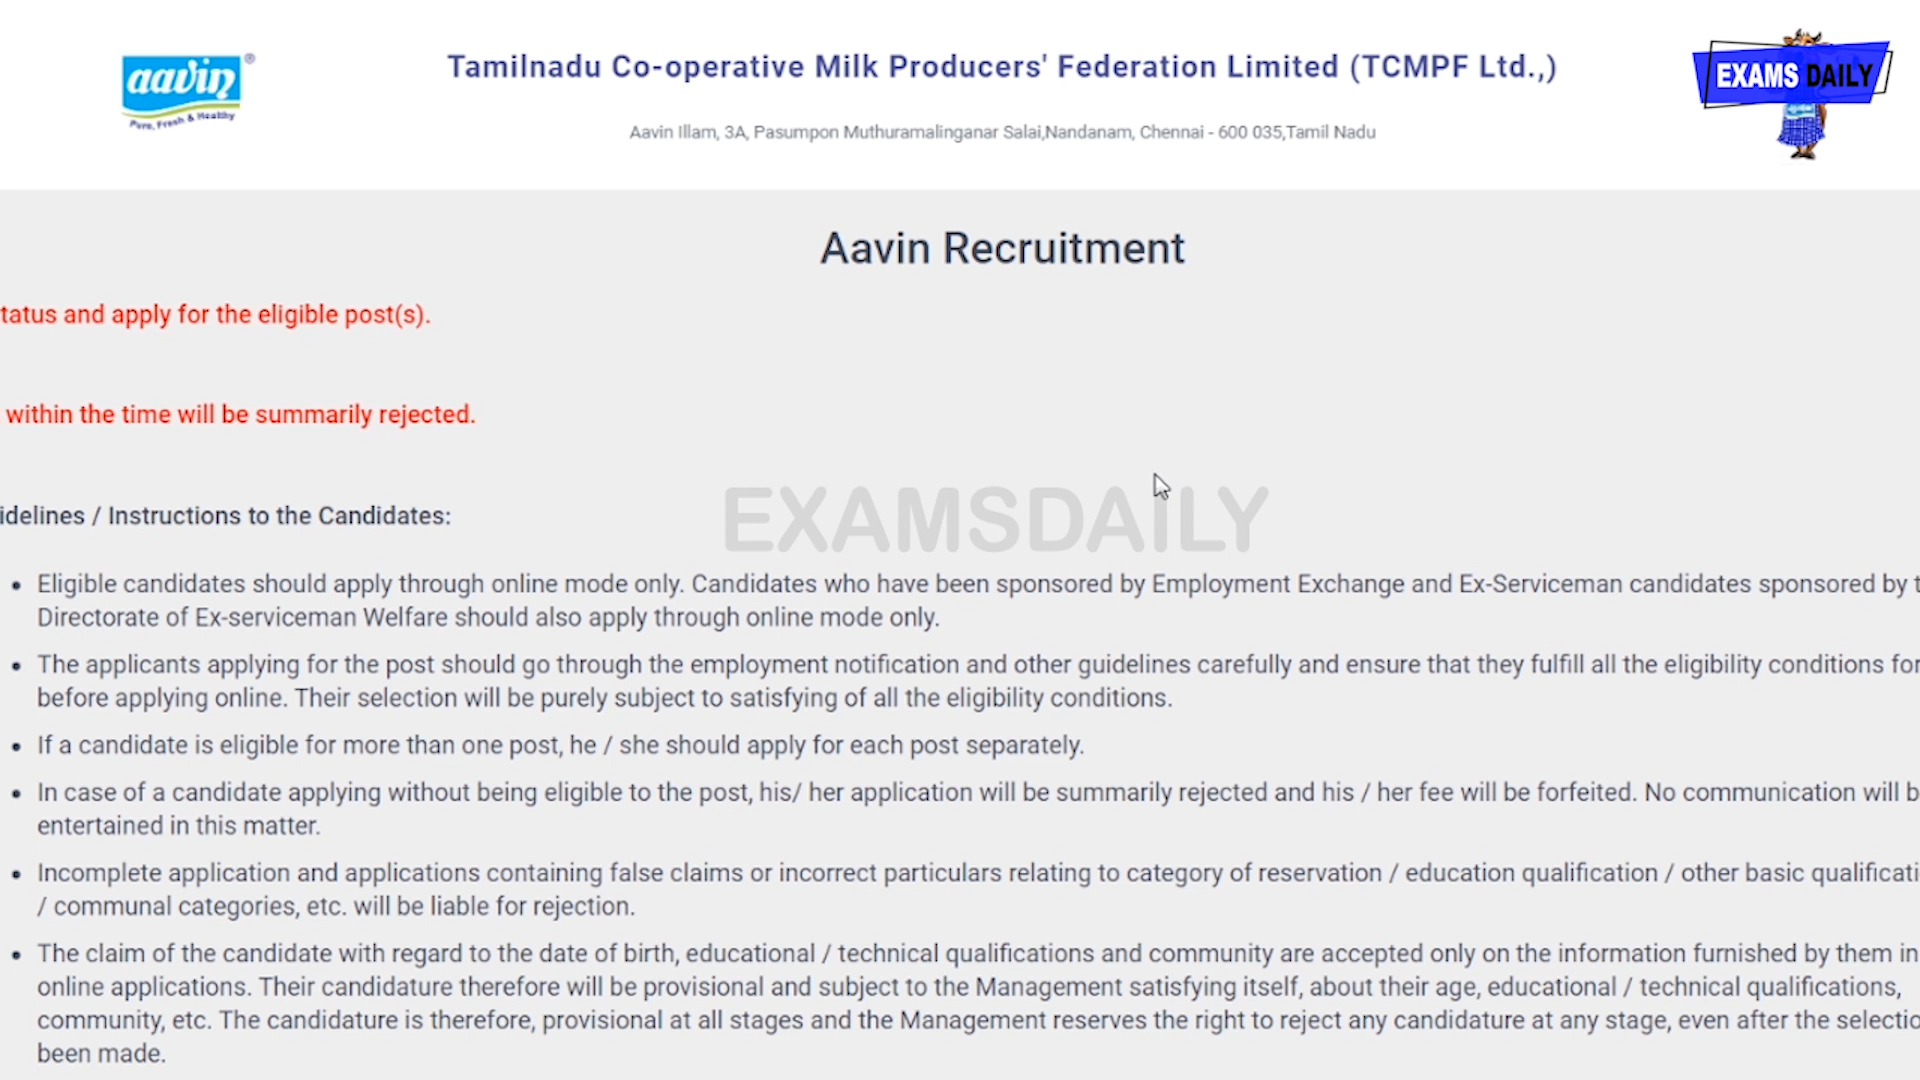 aavin®
Pure, Fresh & Healthy
Tamilnadu Co-operative Milk Producers' Federation Limited (TCMPF Ltd.,)
Aavin Illam, 3A, Pasumpon Muthuramalinganar Salai,Nandanam, Chennai - 600 035,Tamil Nadu
EXAMS DAILY
Aavin Recruitment
tatus and apply for the eligible post(s).
within the time will be summarily rejected.
EXAMSDAILY
idelines / Instructions to the Candidates:
• Eligible candidates should apply through online mode only. Candidates who have been sponsored by Employment Exchange and Ex-Serviceman candidates sponsored by t
Directorate of Ex-serviceman Welfare should also apply through online mode only.
• The applicants applying for the post should go through the employment notification and other guidelines carefully and ensure that they fulfill all the eligibility conditions for
before applying online. Their selection will be purely subject to satisfying of all the eligibility conditions.
• If a candidate is eligible for more than one post, he / she should apply for each post separately.
• In case of a candidate applying without being eligible to the post, his/ her application will be summarily rejected and his / her fee will be forfeited. No communication will b
entertained in this matter.
• Incomplete application and applications containing false claims or incorrect particulars relating to category of reservation / education qualification / other basic qualificati
/ communal categories, etc. will be liable for rejection.
• The claim of the candidate with regard to the date of birth, educational / technical qualifications and community are accepted only on the information furnished by them in
online applications. Their candidature therefore will be provisional and subject to the Management satisfying itself, about their age, educational / technical qualifications,
community, etc. The candidature is therefore, provisional at all stages and the Management reserves the right to reject any candidature at any stage, even after the selectio
been made.